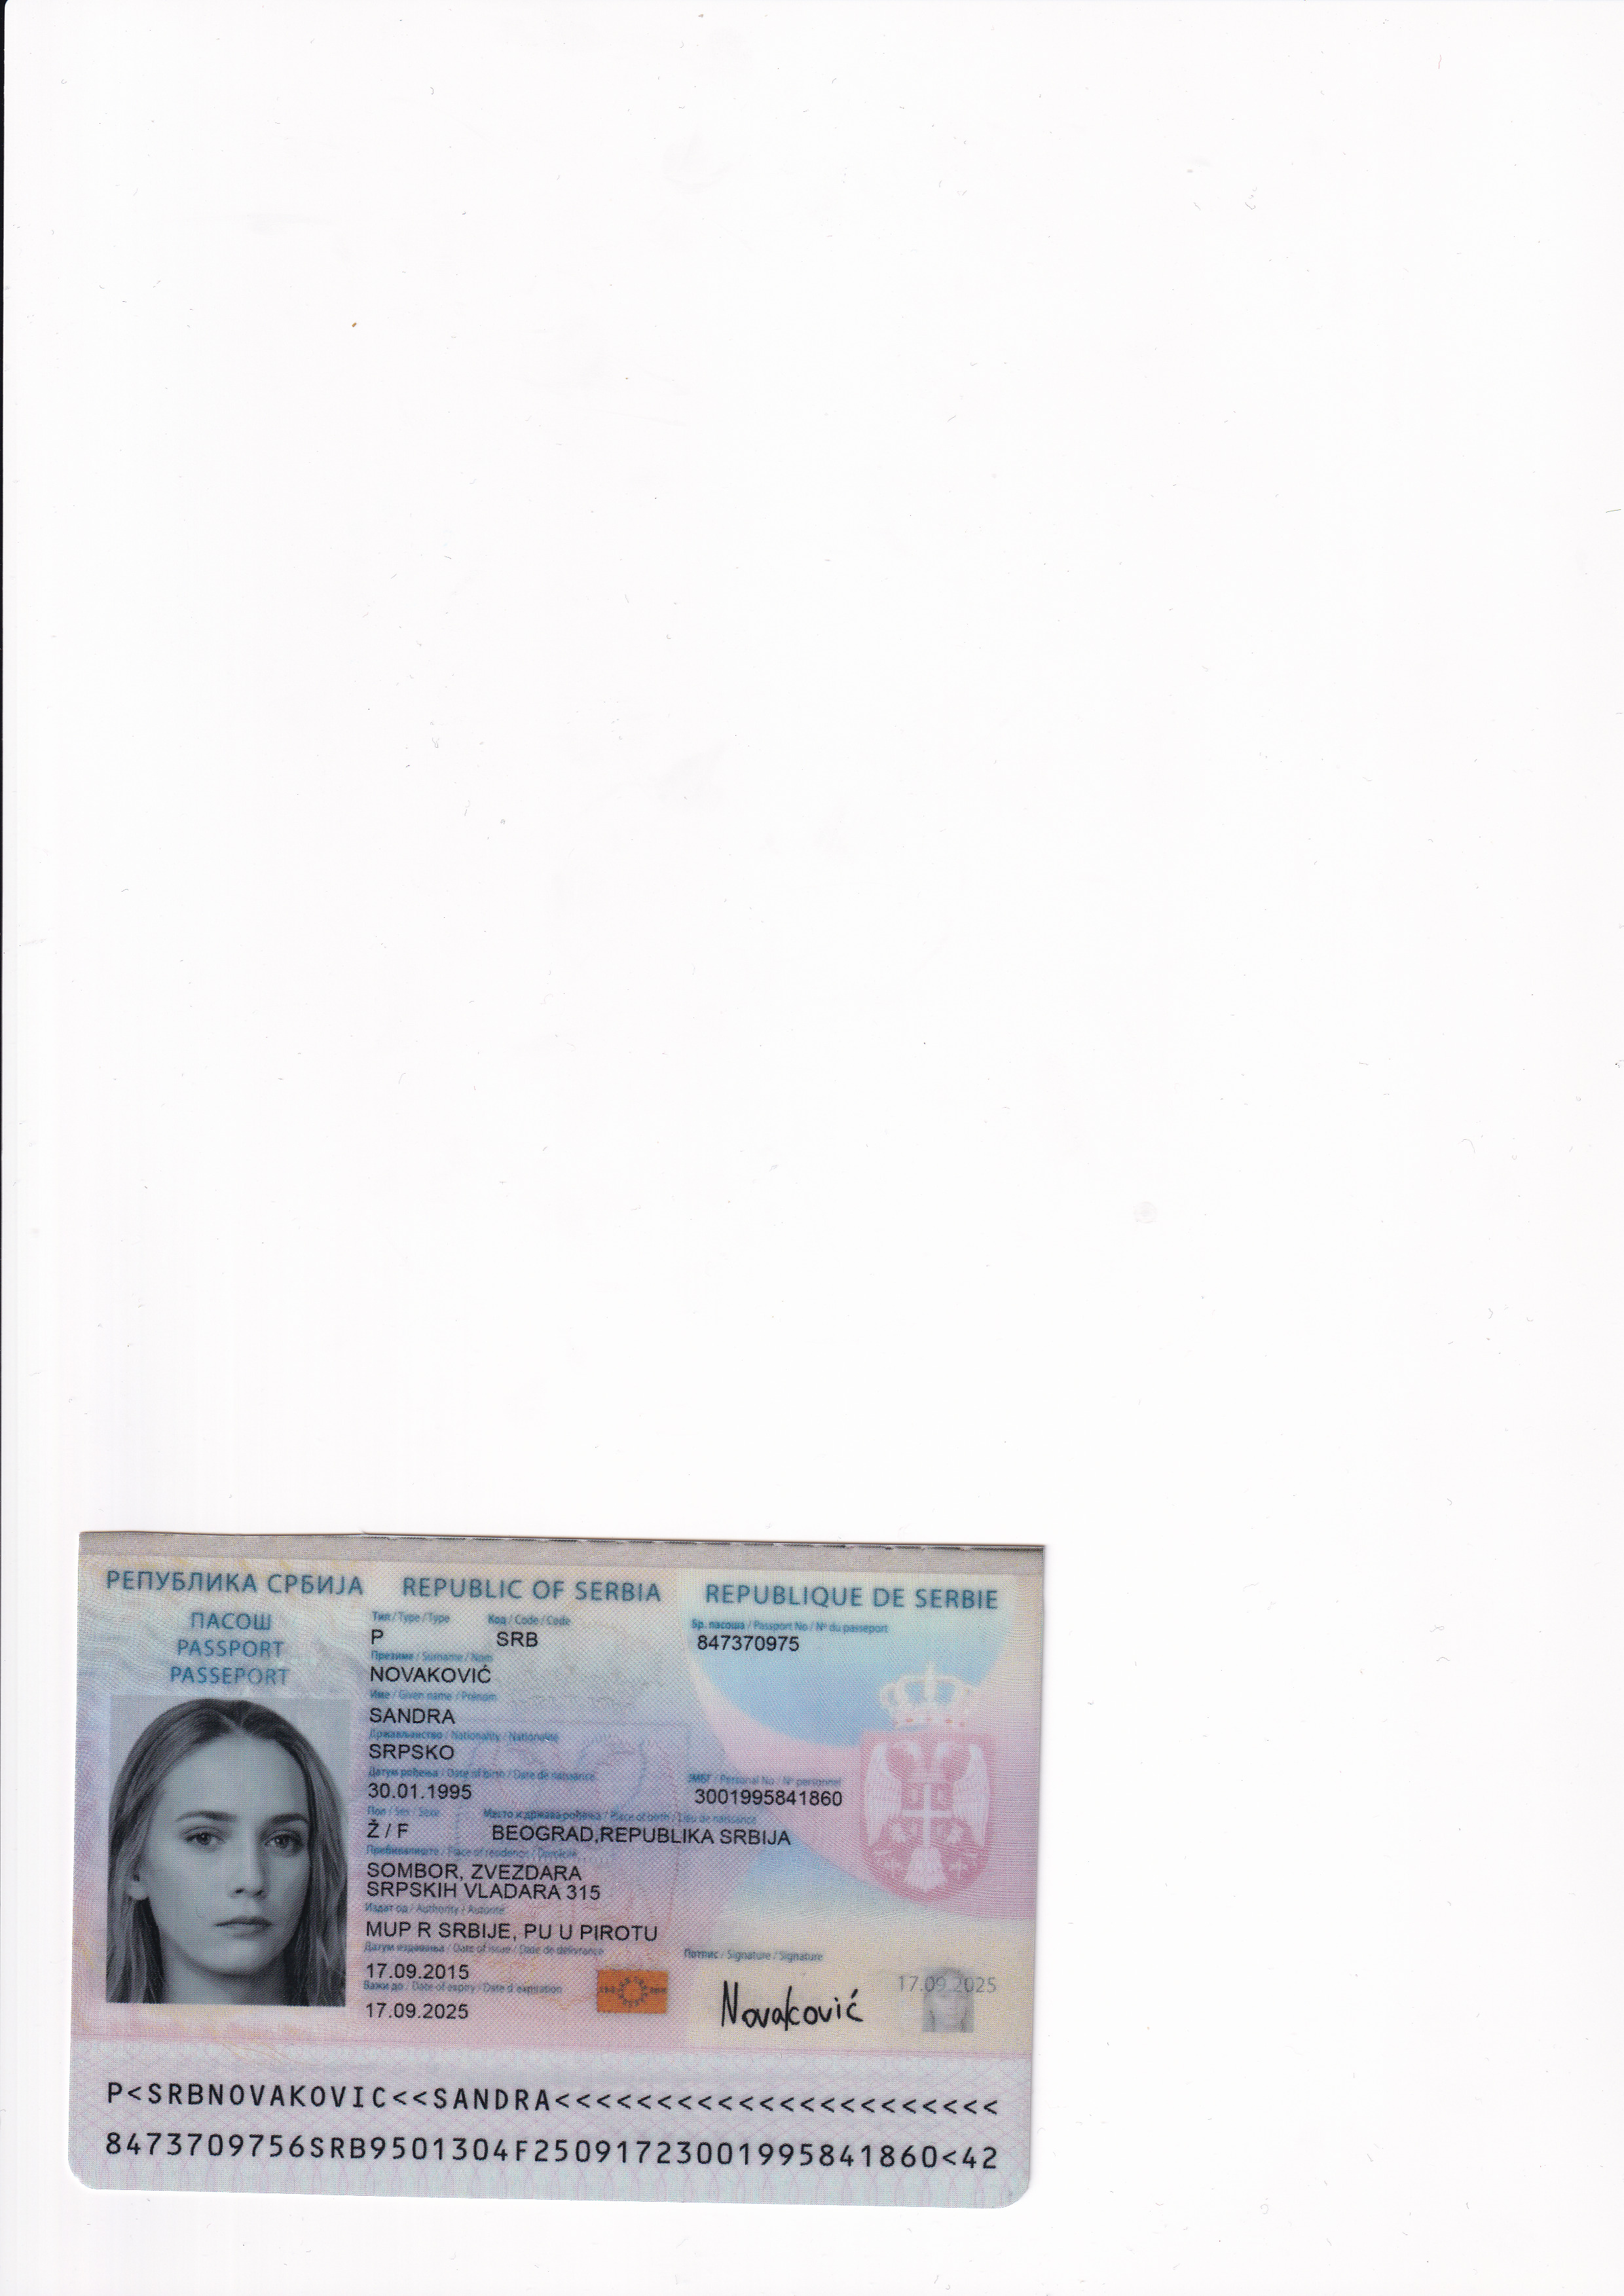 РЕПУБЛИКА СРБИЈА REPUBLIC OF SERBIA REPUBLIQUE DE SERBIE
ПАСОШ
PASSPORT
PASSEPORT
Тип / Type / Type Код / Code / Code Бр. пасоша / Passport No / Nº du passeport
P SRB 847370975
Презиме / Surname / Nom
NOVAKOVIĆ
Име / Given name / Prénom
SANDRA
Држављанство / Nationality / Nationalité
SRPSKO
Датум рођења / Date of birth / Date de naissance ЈМБГ / Personal No / Nº personnel
30.01.1995 3001995841860
Пол / Sex / Sexe Место и држава рођења / Place of birth / Lieu de naissance
Ž / F BEOGRAD,REPUBLIKA SRBIJA
Пребивалиште / Place of residence / Domicile
SOMBOR, ZVEZDARA
SRPSKIH VLADARA 315
Издат од / Authority / Autorité
MUP R SRBIJE, PU U PIROTU
Датум издавања / Date of issue / Date de délivrance Потпис / Signature / Signature
17.09.2015
Важи до / Date of expiry / Date d'expiration
17.09.2025
Novaković
17.09.2025
P<SRBNOVAKOVIC<<SANDRA<<<<<<<<<<<<<<<<<<<<<<
8473709756SRB9501304F25091723001995841860<42